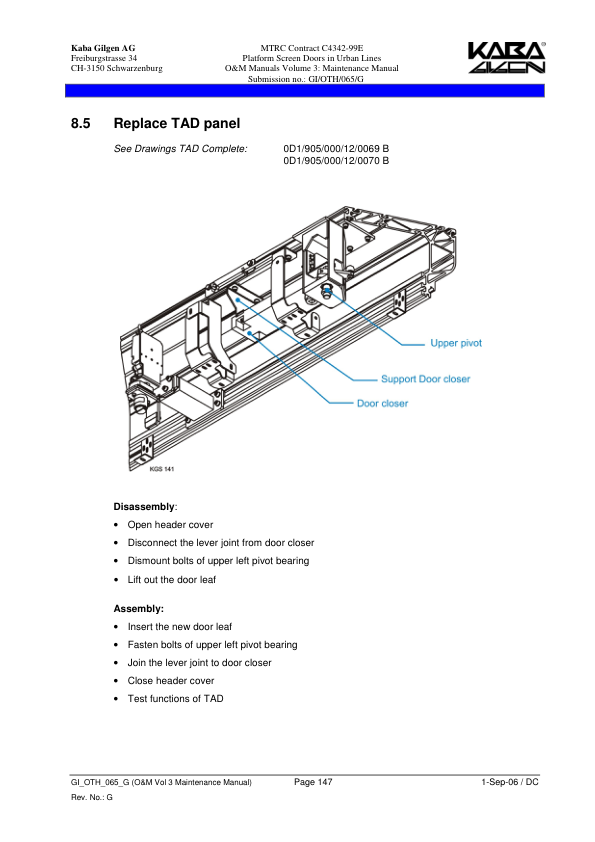 Kaba Gilgen AG
Freiburgstrasse 34
CH-3150 Schwarzenburg
MTRC Contract C4342-99E
Platform Screen Doors in Urban Lines
O&M Manuals Volume 3: Maintenance Manual
Submission no.: GI/OTH/065/G
KABA®
GILGEN
8.5 Replace TAD panel
See Drawings TAD Complete: 0D1/905/000/12/0069 B
0D1/905/000/12/0070 B
Upper pivot
Support Door closer
Door closer
KGS 141
Disassembly:
• Open header cover
• Disconnect the lever joint from door closer
• Dismount bolts of upper left pivot bearing
• Lift out the door leaf
Assembly:
• Insert the new door leaf
• Fasten bolts of upper left pivot bearing
• Join the lever joint to door closer
• Close header cover
• Test functions of TAD
GI_OTH_065_G (O&M Vol 3 Maintenance Manual) Page 147 1-Sep-06 / DC
Rev. No.: G